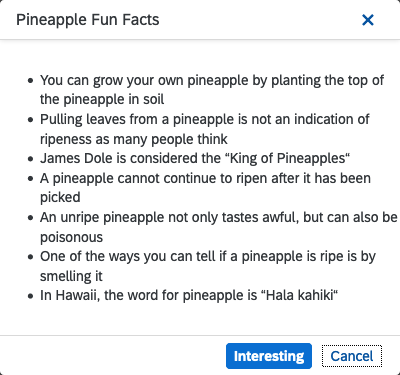 Pineapple Fun Facts
You can grow your own pineapple by planting the top of
the pineapple in soil
Pulling leaves from a pineapple is not an indication of
ripeness as many people think
James Dole is considered the “King of Pineapples“
A pineapple cannot continue to ripen after it has been
picked
An unripe pineapple not only tastes awful, but can also be
poisonous
One of the ways you can tell if a pineapple is ripe is by
smelling it
In Hawaii, the word for pineapple is “Hala kahiki“
Interesting Cancel